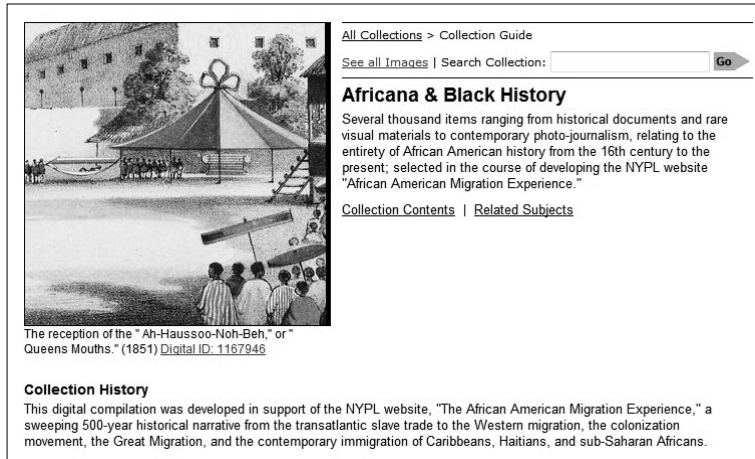 All Collections > Collection Guide
See all Images | Search Collection:
Go
Africana & Black History
Several thousand items ranging from historical documents and rare
visual materials to contemporary photo-journalism, relating to the
entirety of African American history from the 16th century to the
present; selected in the course of developing the NYPL website
"African American Migration Experience."
Collection Contents | Related Subjects
The reception of the " Ah-Haussoo-Noh-Beh," or "
Queens Mouths." (1851) Digital ID: 1167946
Collection History
This digital compilation was developed in support of the NYPL website, "The African American Migration Experience," a
sweeping 500-year historical narrative from the transatlantic slave trade to the Western migration, the colonization
movement, the Great Migration, and the contemporary immigration of Caribbeans, Haitians, and sub-Saharan Africans.